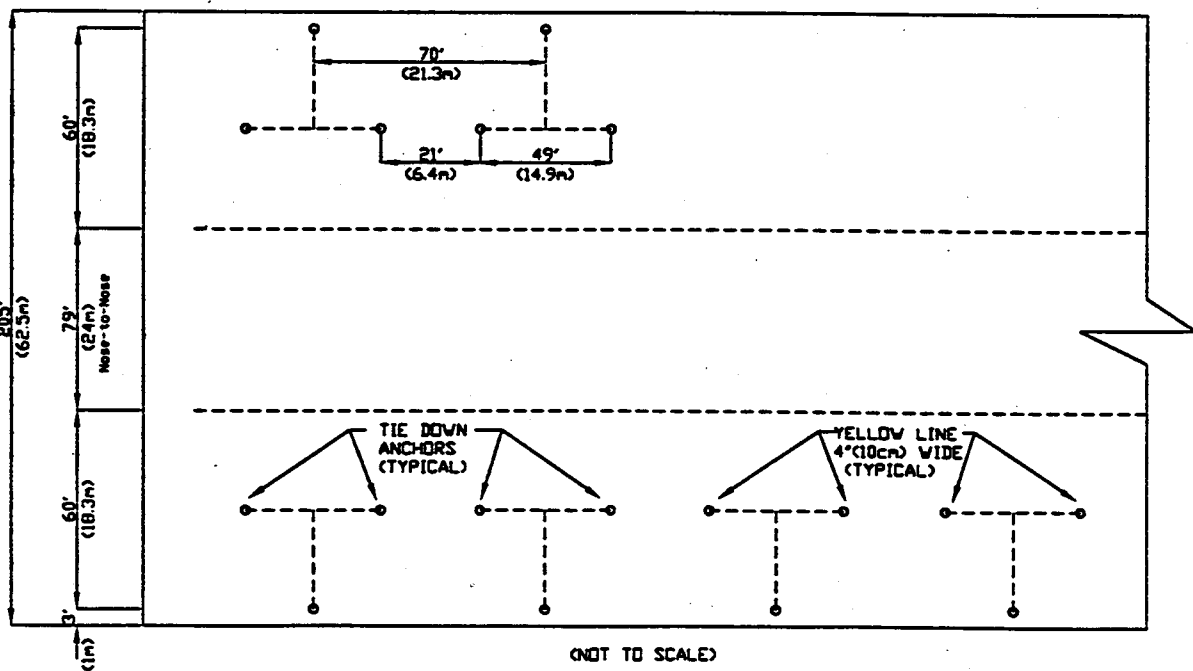 70'
(21.3m)
60'
(18.3m)
21'
(6.4m)
49'
(14.9m)
205'
(62.5m)
79'
(24m)
Nose-to-Nose
TIE DOWN
ANCHORS
(TYPICAL)
YELLOW LINE
4"(10cm) WIDE
(TYPICAL)
60'
(18.3m)
3'
(1m)
(NOT TO SCALE)